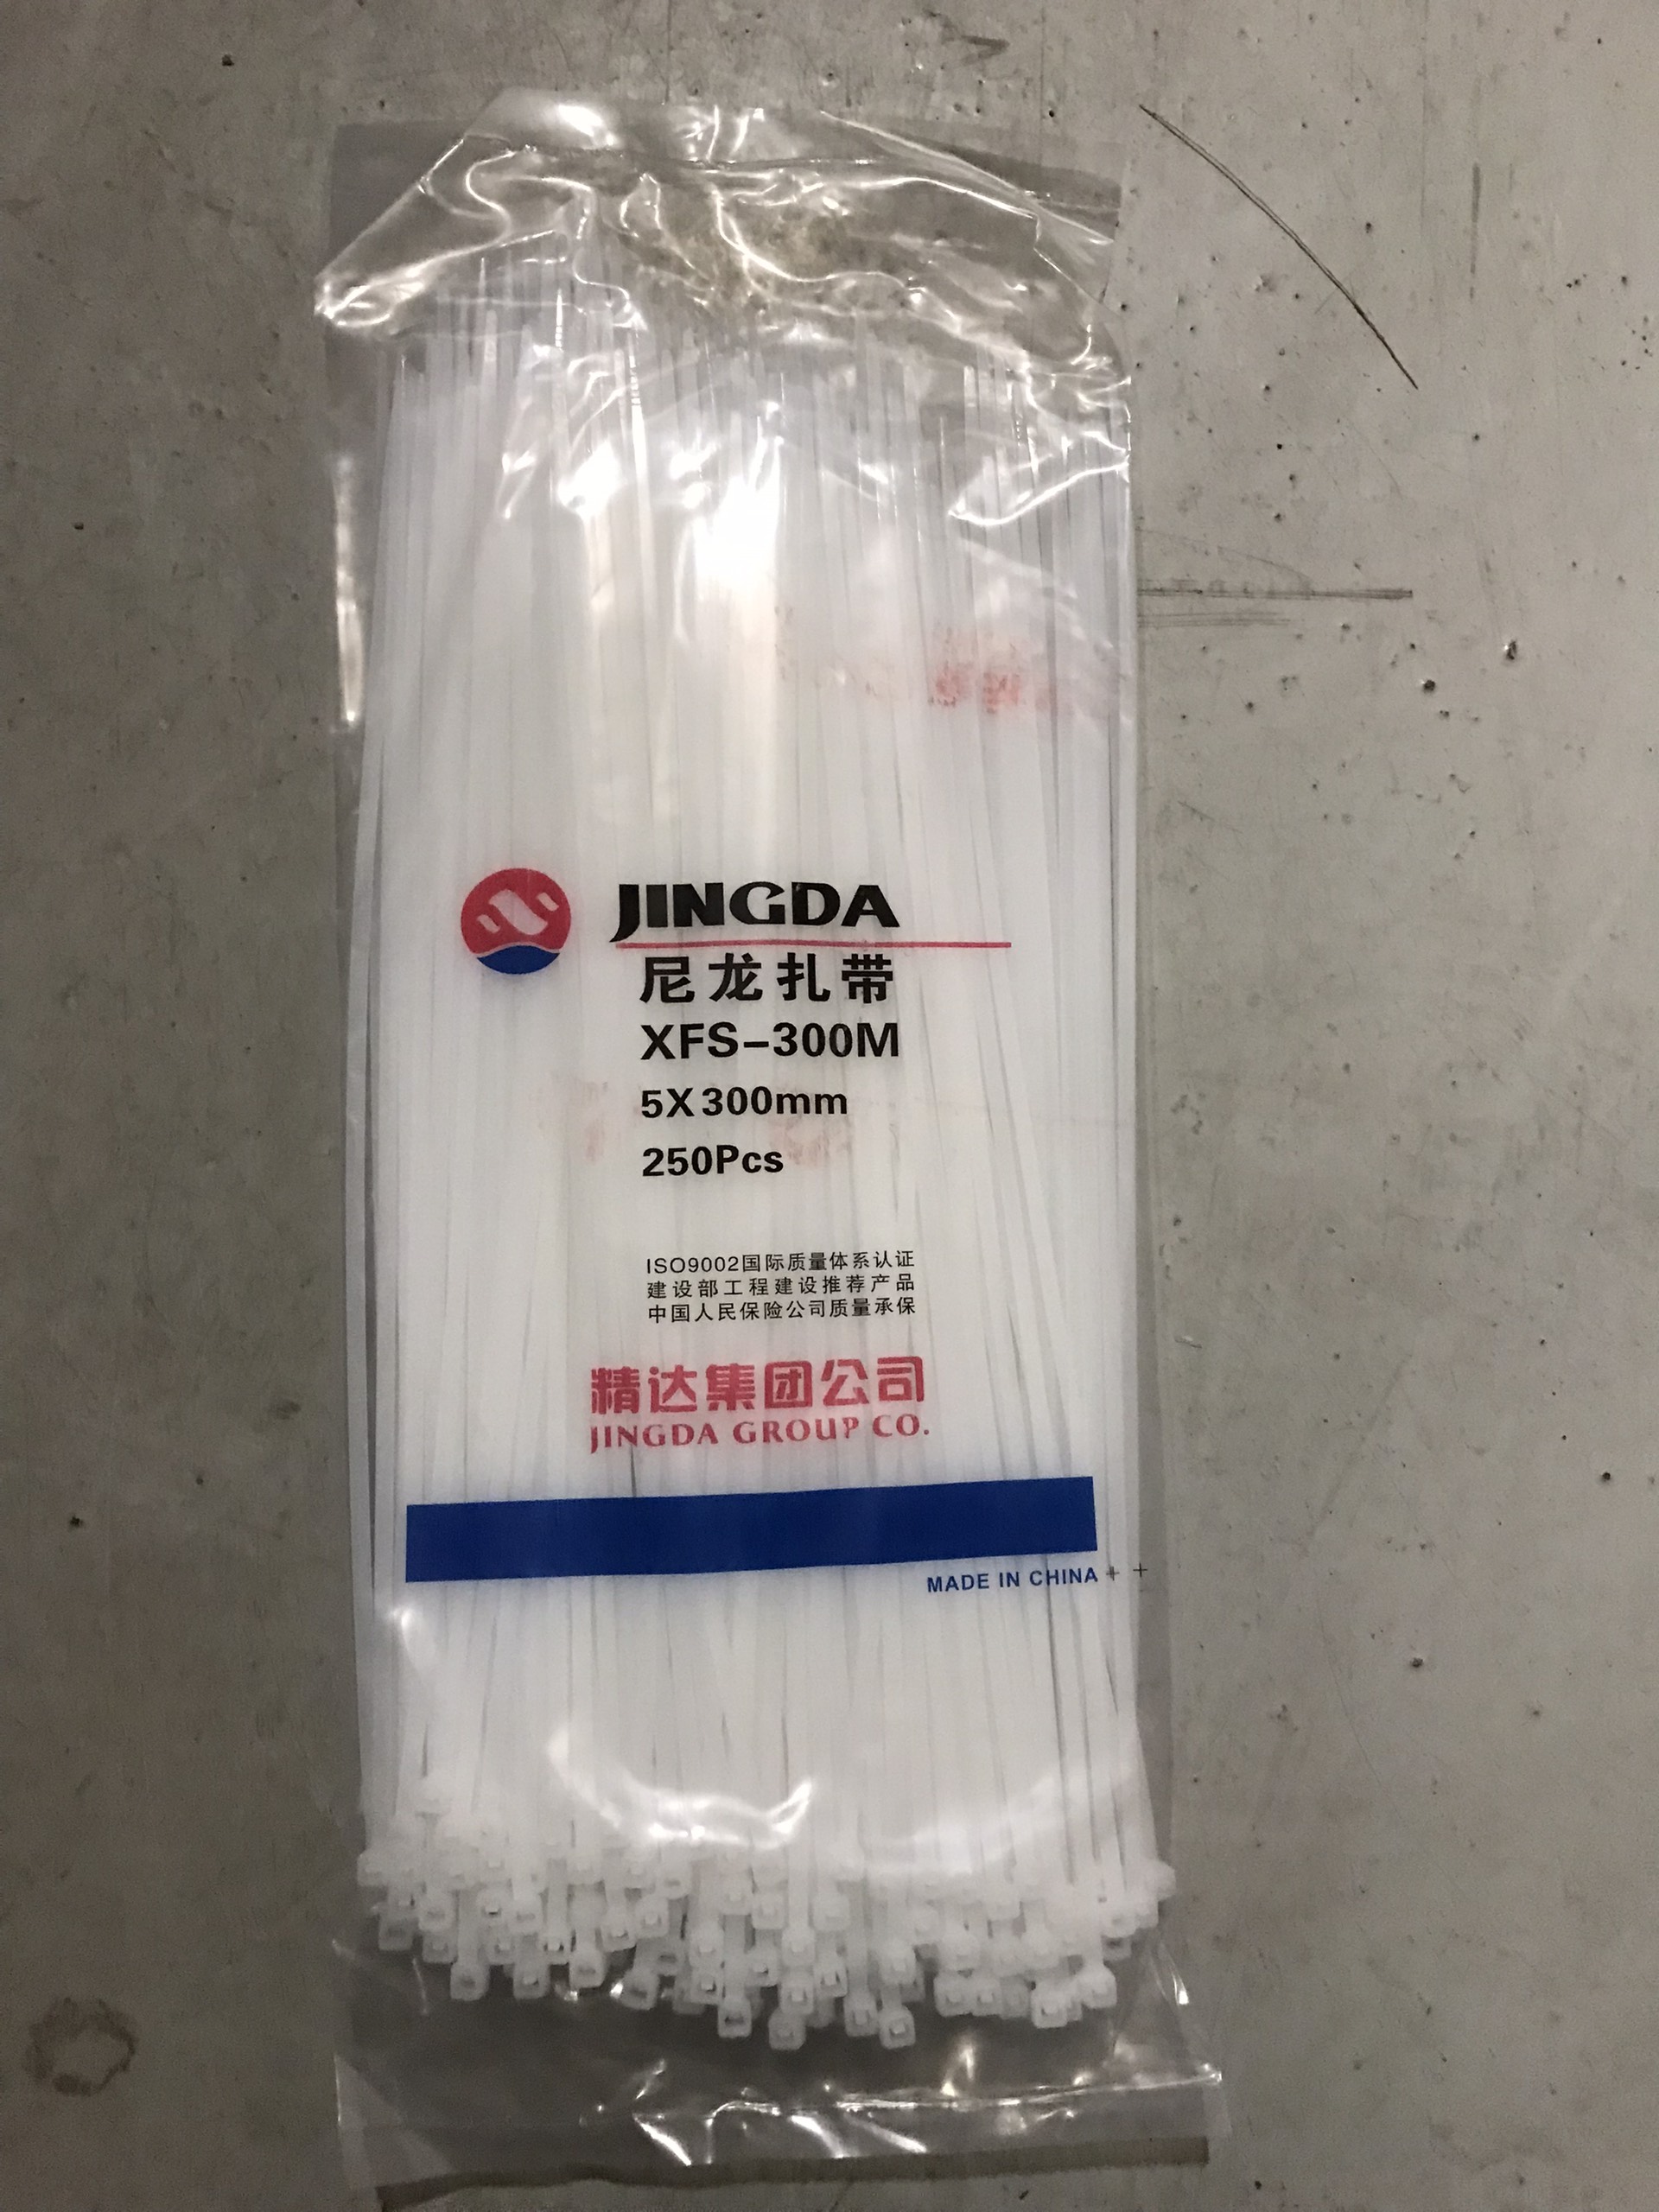 JINGDA
尼龙扎带
XFS-300M
5X300mm
250Pcs
ISO9002国际质量体系认证
建设部工程建设推荐产品
中国人民保险公司质量承保
精达集团公司
JINGDA GROUP CO.
MADE IN CHINA